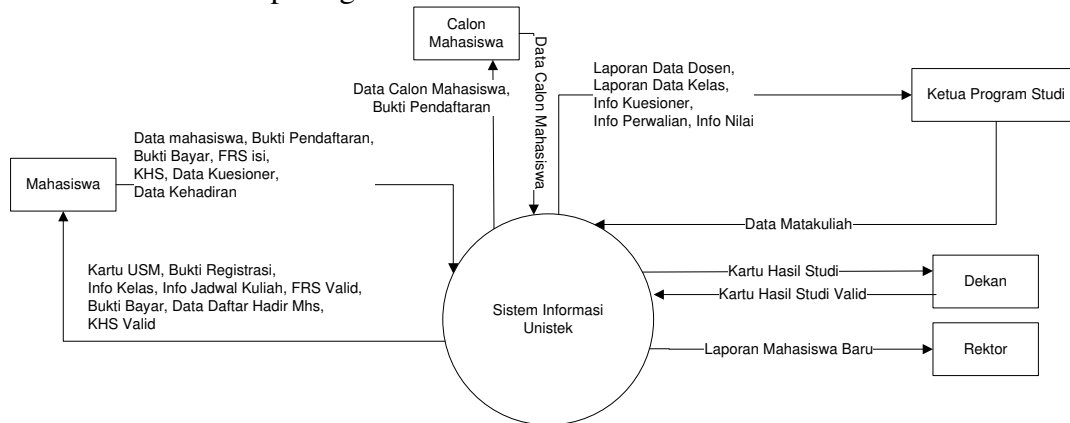 Calon
Mahasiswa
Data Calon Mahasiswa
Data Calon Mahasiswa,
Bukti Pendaftaran
Laporan Data Dosen,
Laporan Data Kelas,
Info Kuesioner,
Info Perwalian, Info Nilai
Ketua Program Studi
Data mahasiswa, Bukti Pendaftaran,
Bukti Bayar, FRS isi,
KHS, Data Kuesioner,
Data Kehadiran
Mahasiswa
Data Matakuliah
Kartu USM, Bukti Registrasi,
Info Kelas, Info Jadwal Kuliah, FRS Valid,
Bukti Bayar, Data Daftar Hadir Mhs,
KHS Valid
Sistem Informasi
Unistek
Kartu Hasil Studi
Kartu Hasil Studi Valid
Dekan
Laporan Mahasiswa Baru
Rektor